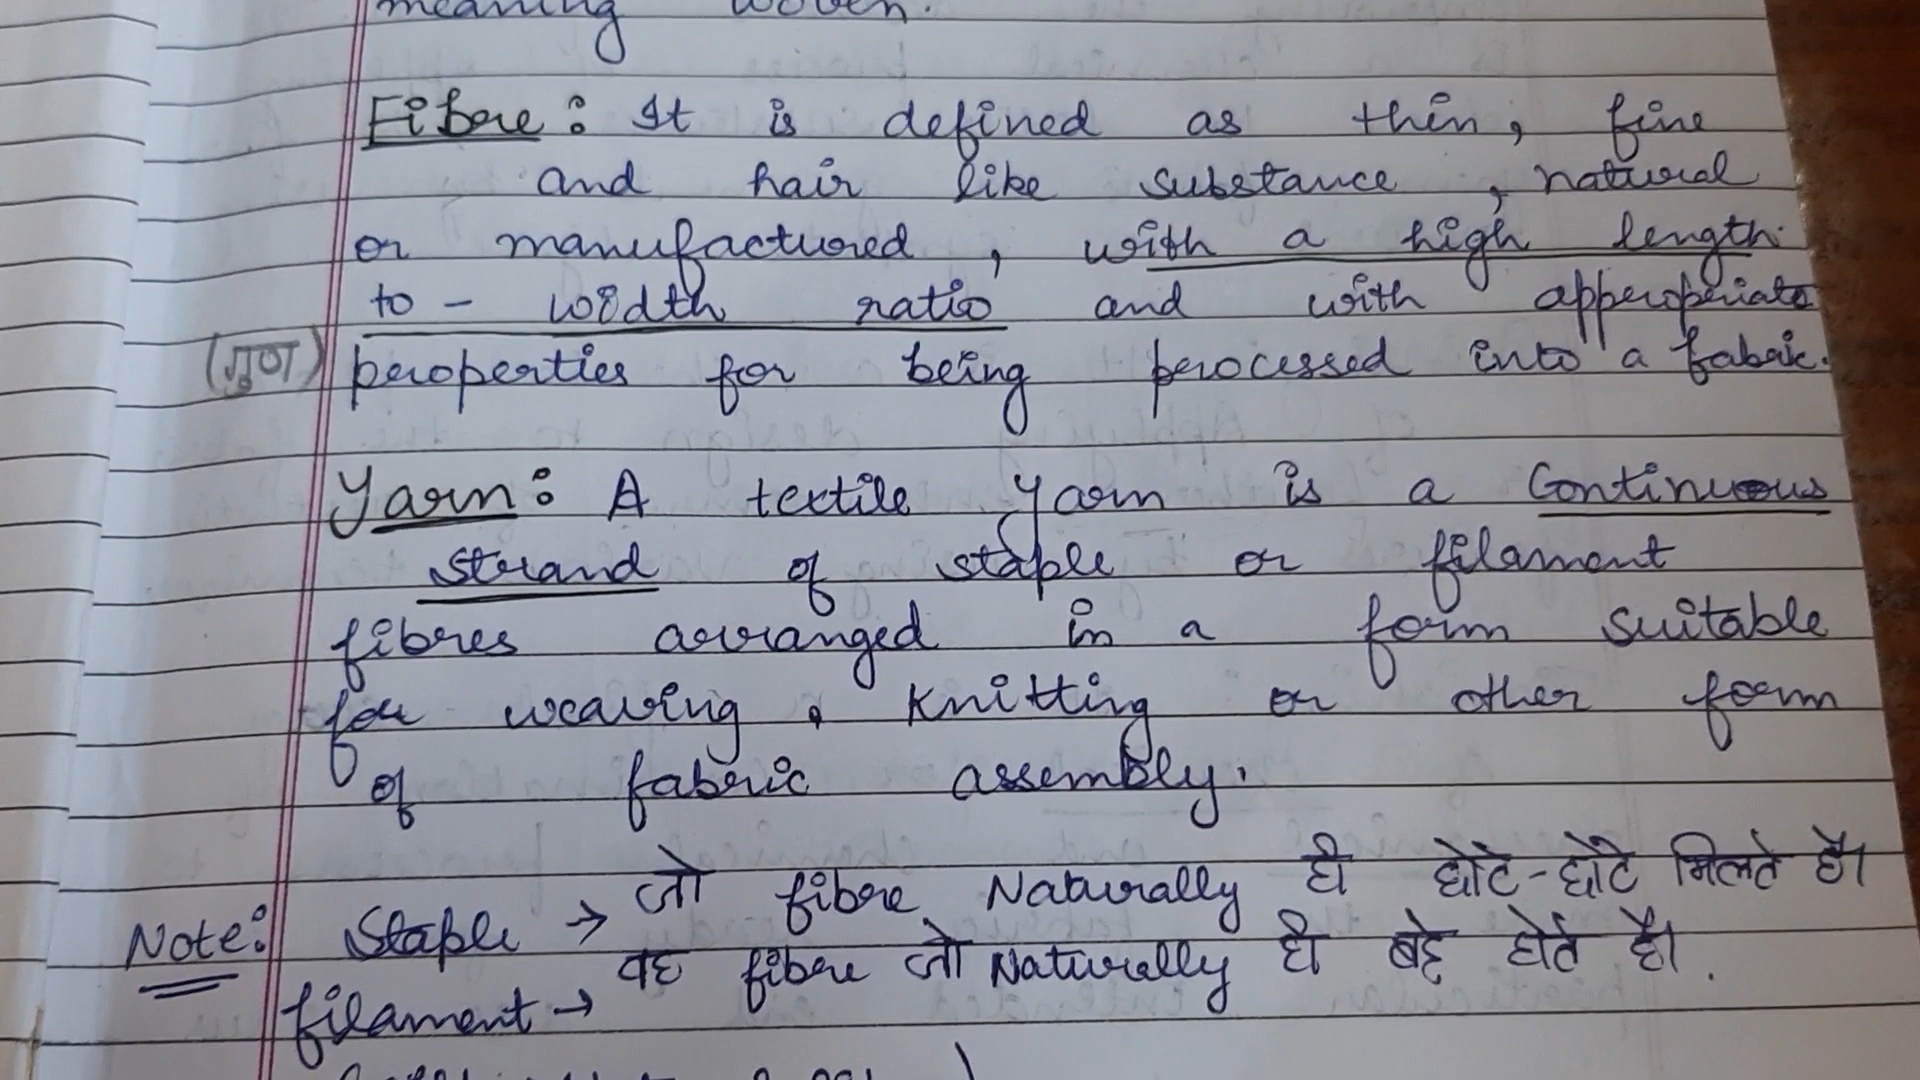 meaning woven.
Fibre: It is defined as thin, fine
and hair like substance, natural
or manufactured, with a high length
to - width ratio and with appropriate
(गुण) properties for being processed into a fabric.
Yarn: A textile yarn is a Continuous
strand of staple or filament
fibres arranged in a form suitable
for weaving, Knitting or other form
of fabric assembly.
Note: Staple → जो fibre Naturally ही छोटे-छोटे मिलते है।
filament → वह fibre जो Naturally ही बड़े होते है।.